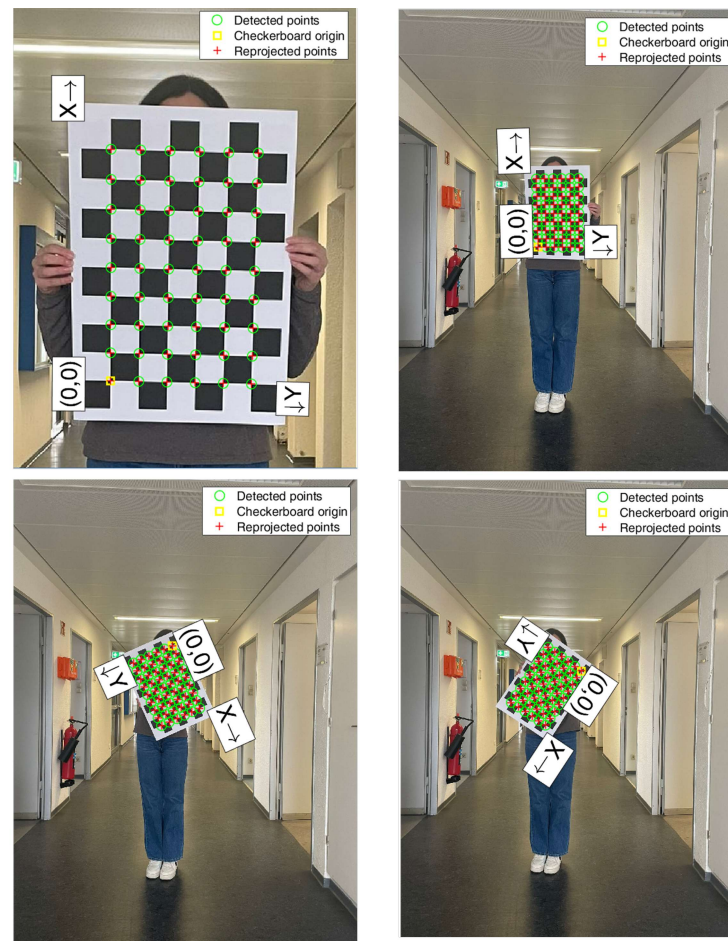 Detected points
Checkerboard origin
Reprojected points
X→
(0,0)
→Y
Detected points
Checkerboard origin
Reprojected points
X→
(0,0)
→Y
Detected points
Checkerboard origin
Reprojected points
(0,0)
→Y
X→
Detected points
Checkerboard origin
Reprojected points
→Y
(0,0)
X→